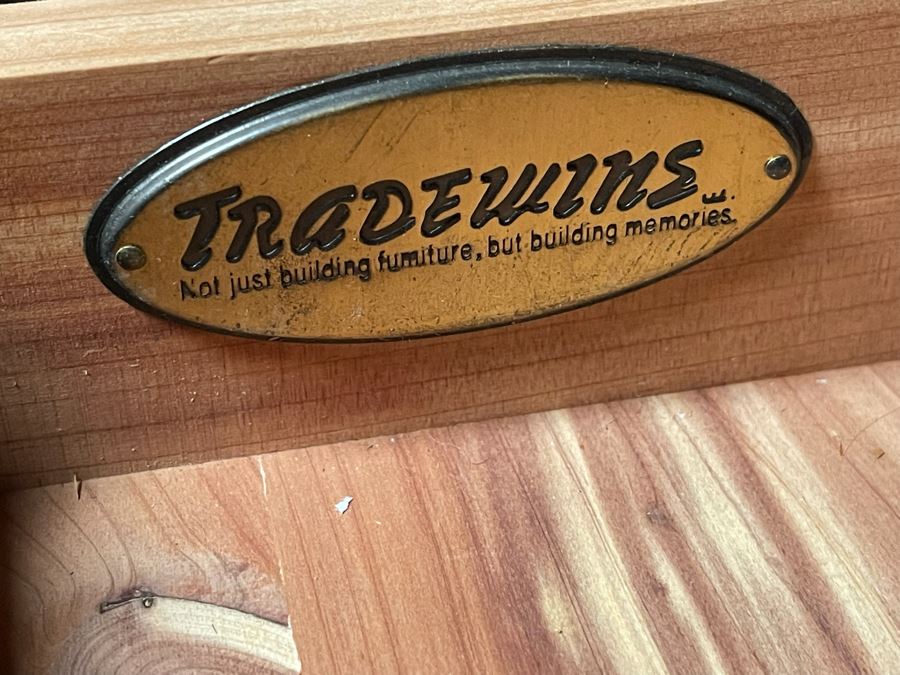 TRADEWINS
Not just building furniture, but building memories.